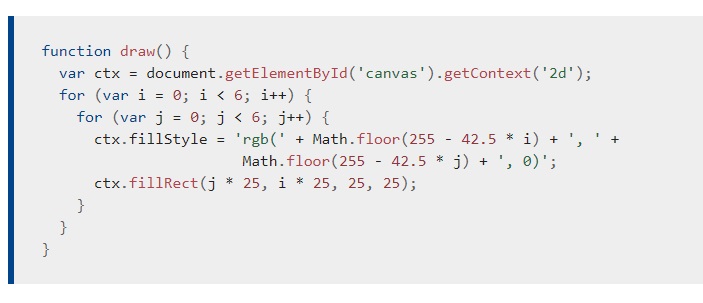 function draw() {
  var ctx = document.getElementById('canvas').getContext('2d');
  for (var i = 0; i < 6; i++) {
    for (var j = 0; j < 6; j++) {
      ctx.fillStyle = 'rgb(' + Math.floor(255 - 42.5 * i) + ', ' +
                       Math.floor(255 - 42.5 * j) + ', 0)';
      ctx.fillRect(j * 25, i * 25, 25, 25);
    }
  }
}